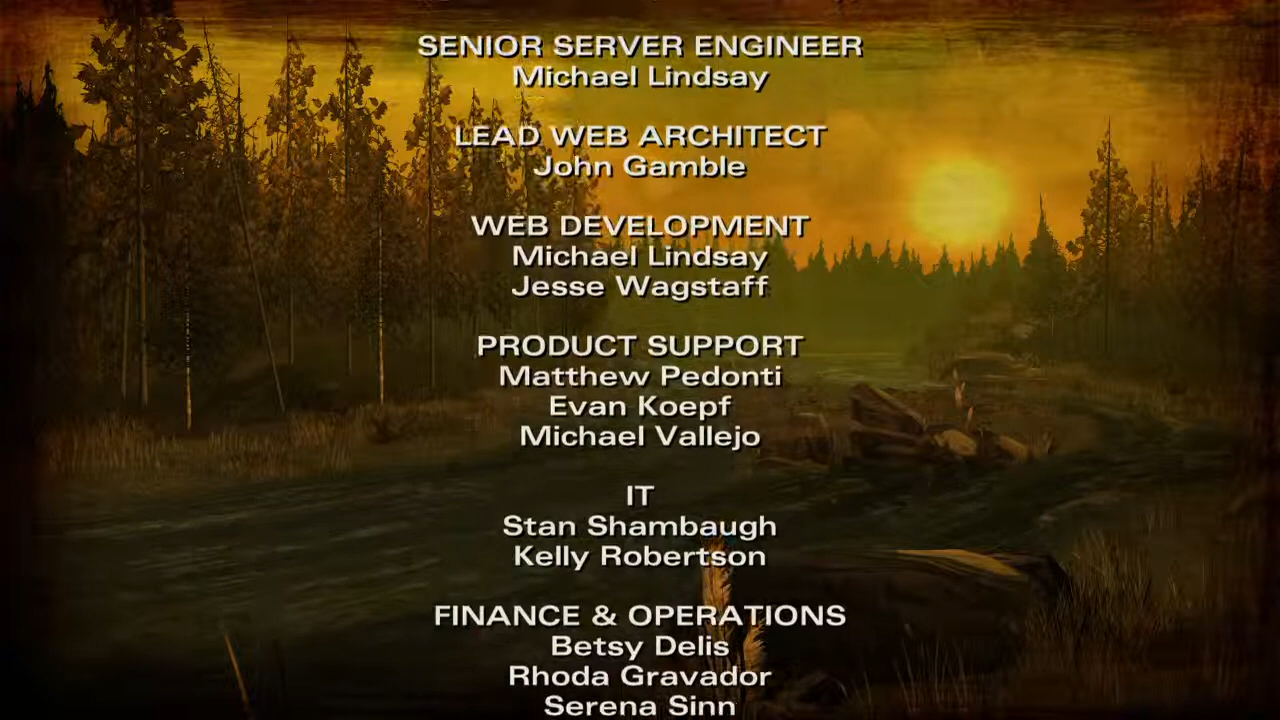 SENIOR SERVER ENGINEER
Michael Lindsay
LEAD WEB ARCHITECT
John Gamble
WEB DEVELOPMENT
Michael Lindsay
Jesse Wagstaff
PRODUCT SUPPORT
Matthew Pedonti
Evan Koepf
Michael Vallejo
IT
Stan Shambaugh
Kelly Robertson
FINANCE & OPERATIONS
Betsy Delis
Rhoda Gravador
Serena Sinn